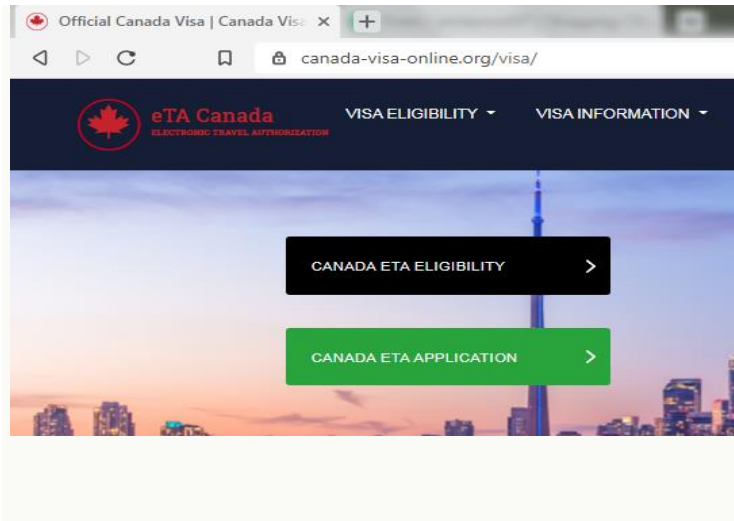 Official Canada Visa | Canada Vis
canada-visa-online.org/visa/
eTA Canada
ELECTRONIC TRAVEL AUTHORIZATION
VISA ELIGIBILITY
VISA INFORMATION
CANADA ETA ELIGIBILITY
CANADA ETA APPLICATION